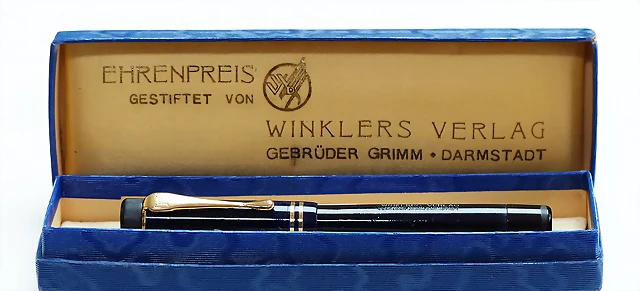 EHRENPREIS
GESTIFTET VON
WINKLERS VERLAG
GEBRÜDER GRIMM • DARMSTADT